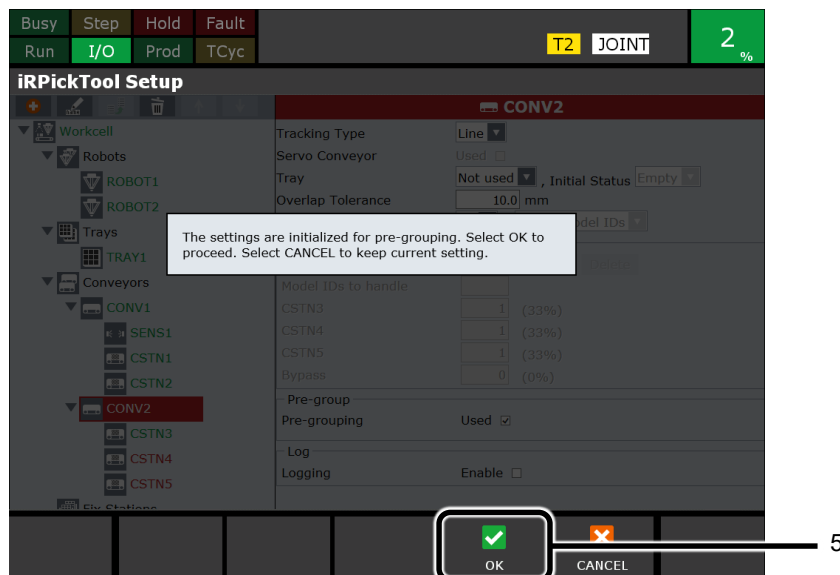 Busy Step Hold Fault
Run I/O Prod TCyc
T2 JOINT
2 %
iRPickTool Setup
CONV2
Workcell
Robots
ROBOT1
ROBOT2
Trays
TRAY1
Conveyors
CONV1
SENS1
CSTN1
CSTN2
CONV2
CSTN3
CSTN4
CSTN5
Fix Stations
Tracking Type Line
Servo Conveyor Used
Tray Not used , Initial Status Empty
Overlap Tolerance 10.0 mm
del IDs
The settings are initialized for pre-grouping. Select OK to
proceed. Select CANCEL to keep current setting.
Model IDs to handle
CSTN3 1 (33%)
CSTN4 1 (33%)
CSTN5 1 (33%)
Bypass 0 (0%)
Pre-group
Pre-grouping Used
Log
Logging Enable
OK CANCEL
5